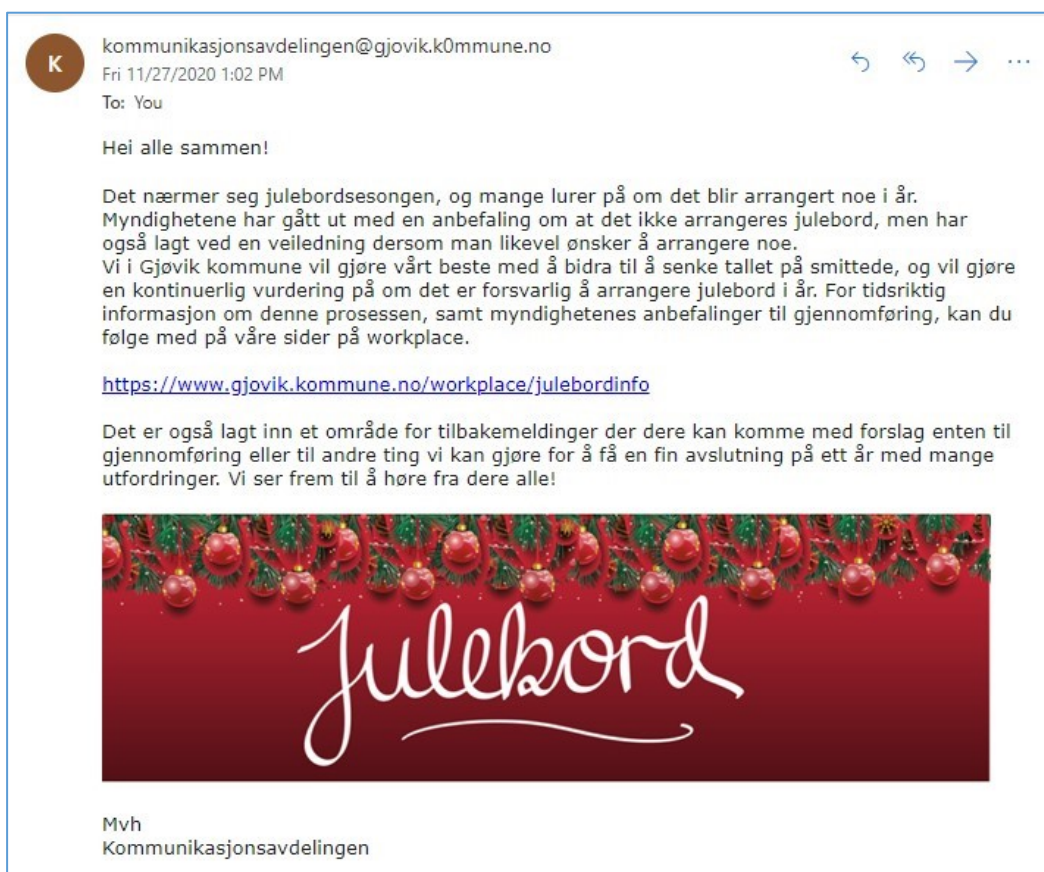 K
kommunikasjonsavdelingen@gjovik.k0mmune.no
Fri 11/27/2020 1:02 PM
To: You
Hei alle sammen!
Det nærmer seg julebordsesongen, og mange lurer på om det blir arrangert noe i år.
Myndighetene har gått ut med en anbefaling om at det ikke arrangeres julebord, men har
også lagt ved en veiledning dersom man likevel ønsker å arrangere noe.
Vi i Gjøvik kommune vil gjøre vårt beste med å bidra til å senke tallet på smittede, og vil gjøre
en kontinuerlig vurdering på om det er forsvarlig å arrangere julebord i år. For tidsriktig
informasjon om denne prosessen, samt myndighetenes anbefalinger til gjennomføring, kan du
følge med på våre sider på workplace.
https://www.gjovik.kommune.no/workplace/julebordinfo
Det er også lagt inn et område for tilbakemeldinger der dere kan komme med forslag enten til
gjennomføring eller til andre ting vi kan gjøre for å få en fin avslutning på ett år med mange
utfordringer. Vi ser frem til å høre fra dere alle!
Julebord
Mvh
Kommunikasjonsavdelingen